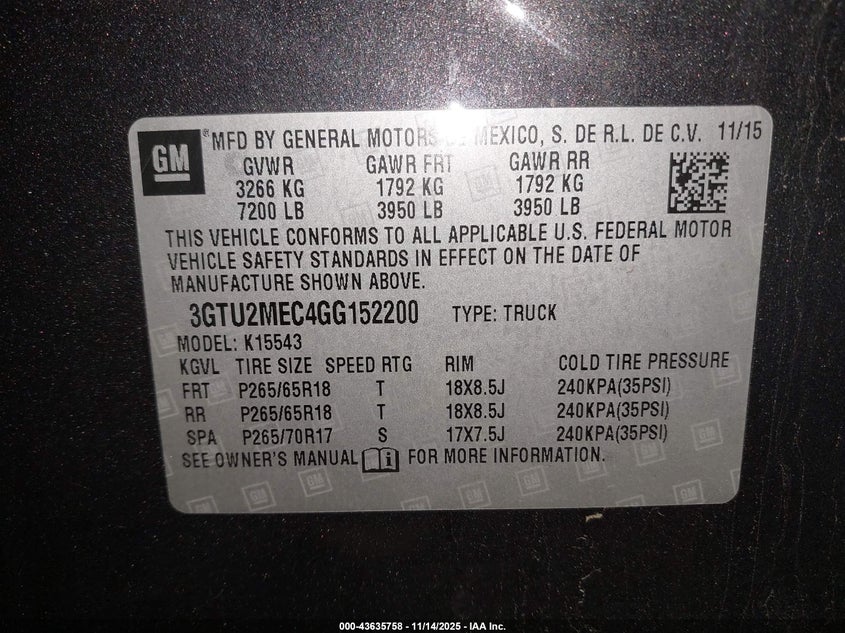 GM
® MFD BY GENERAL MOTORS DE MEXICO, S. DE R.L. DE C.V. 11/15
GVWR GAWR FRT GAWR RR
3266 KG 1792 KG 1792 KG
7200 LB 3950 LB 3950 LB
THIS VEHICLE CONFORMS TO ALL APPLICABLE U.S. FEDERAL MOTOR
VEHICLE SAFETY STANDARDS IN EFFECT ON THE DATE OF
MANUFACTURE SHOWN ABOVE.
3GTU2MEC4GG152200 TYPE: TRUCK
MODEL: K15543
KGVL TIRE SIZE SPEED RTG RIM COLD TIRE PRESSURE
FRT P265/65R18 T 18X8.5J 240KPA(35PSI)
RR P265/65R18 T 18X8.5J 240KPA(35PSI)
SPA P265/70R17 S 17X7.5J 240KPA(35PSI)
SEE OWNER'S MANUAL i FOR MORE INFORMATION.
000-43635758 - 11/14/2025 - IAA Inc.